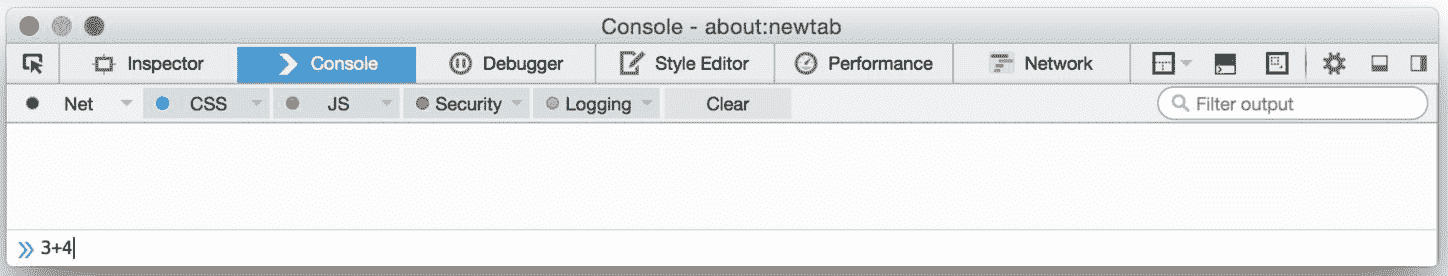 Console - about:newtab
Inspector Console Debugger Style Editor Performance Network
Net CSS JS Security Logging Clear Filter output
3+4